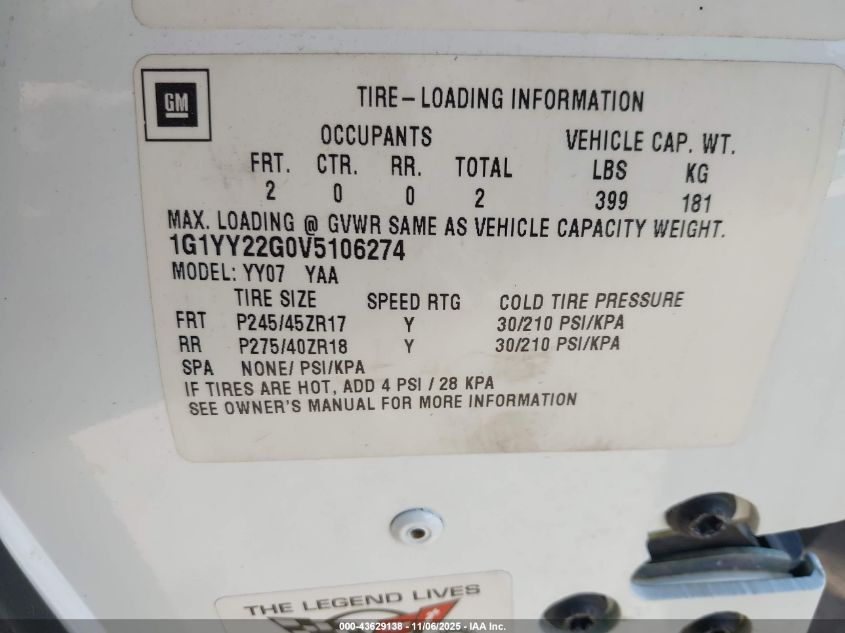 GM
TIRE-LOADING INFORMATION
OCCUPANTS VEHICLE CAP. WT.
FRT. CTR. RR. TOTAL LBS KG
2 0 0 2 399 181
MAX. LOADING @ GVWR SAME AS VEHICLE CAPACITY WEIGHT.
1G1YY22G0V5106274
MODEL: YY07 YAA
TIRE SIZE SPEED RTG COLD TIRE PRESSURE
FRT P245/45ZR17 Y 30/210 PSI/KPA
RR P275/40ZR18 Y 30/210 PSI/KPA
SPA NONE/ PSI/KPA
IF TIRES ARE HOT, ADD 4 PSI / 28 KPA
SEE OWNER'S MANUAL FOR MORE INFORMATION
THE LEGEND LIVES
000-43629138 - 11/06/2025 - IAA Inc.